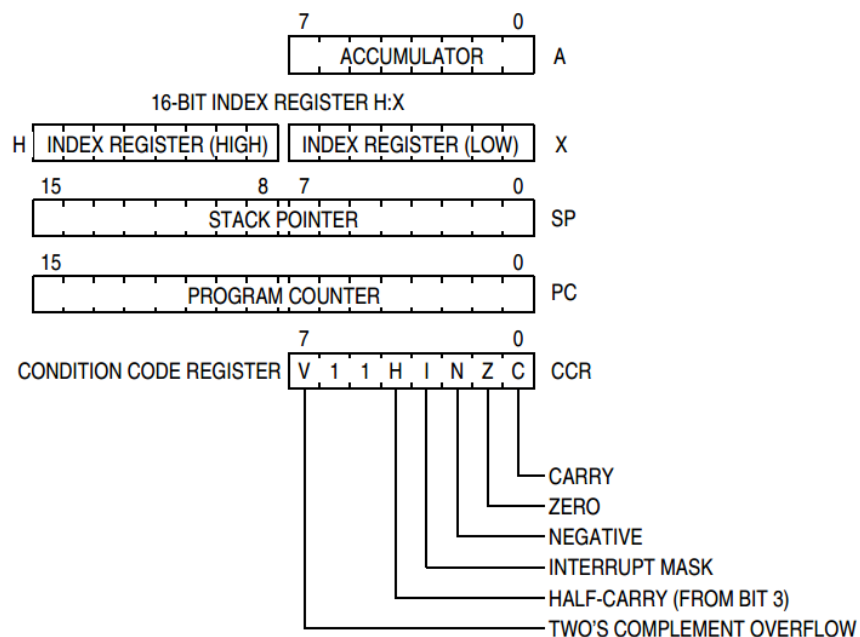 7 0
ACCUMULATOR A
16-BIT INDEX REGISTER H:X
H INDEX REGISTER (HIGH) INDEX REGISTER (LOW) X
15 8 7 0
STACK POINTER SP
15 0
PROGRAM COUNTER PC
7 0
CONDITION CODE REGISTER V 1 1 H I N Z C CCR
CARRY
ZERO
NEGATIVE
INTERRUPT MASK
HALF-CARRY (FROM BIT 3)
TWO'S COMPLEMENT OVERFLOW